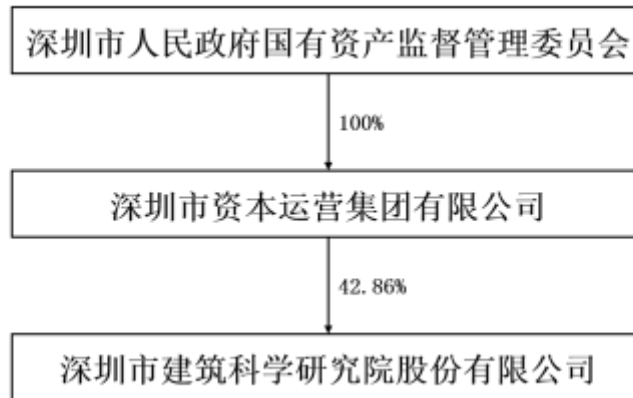 深圳市人民政府国有资产监督管理委员会
100%
深圳市资本运营集团有限公司
42.86%
深圳市建筑科学研究院股份有限公司